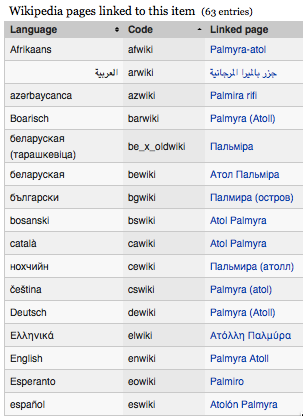 Wikipedia pages linked to this item (63 entries)
Language Code Linked page
Afrikaans afwiki Palmyra-atol
العربية arwiki جزر بالميرا المرجانية
azərbaycanca azwiki Palmira rifi
Boarisch barwiki Palmyra (Atoll)
беларуская
(тарашкевіца) be_x_oldwiki Пальміра
беларуская bewiki Атол Пальміра
български bgwiki Палмира (остров)
bosanski bswiki Atol Palmyra
català cawiki Atol Palmyra
нохчийн cewiki Пальмира (атолл)
čeština cswiki Palmyra (atol)
Deutsch dewiki Palmyra (Atoll)
Ελληνικά elwiki Ατόλλη Παλμύρα
English enwiki Palmyra Atoll
Esperanto eowiki Palmiro
español eswiki Atolón Palmyra